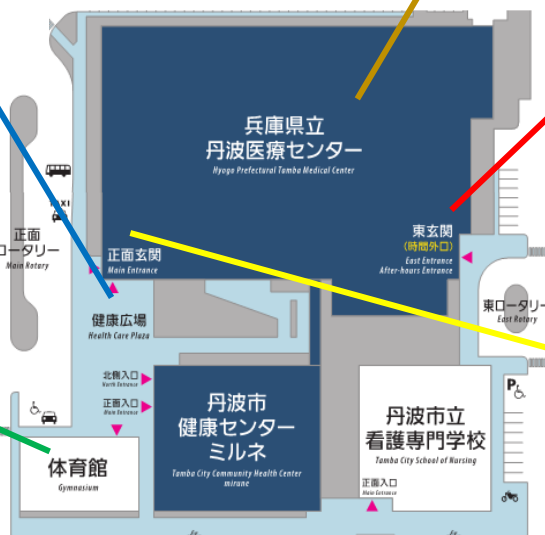 兵庫県立
丹波医療センター
Hyogo Prefectural Tamba Medical Center
TAXI
正面
ロータリー
Main Rotary
正面玄関
Main Entrance
東玄関
(時間外口)
East Entrance
After-hours Entrance
健康広場
Health Care Plaza
東ロータリー
East Rotary
北側入口
North Entrance
正面入口
Main Entrance
丹波市
健康センター
ミルネ
Tamba City Community Health Center
mirune
丹波市立
看護専門学校
Tamba City School of Nursing
正面入口
Main Entrance
体育館
Gymnasium
P